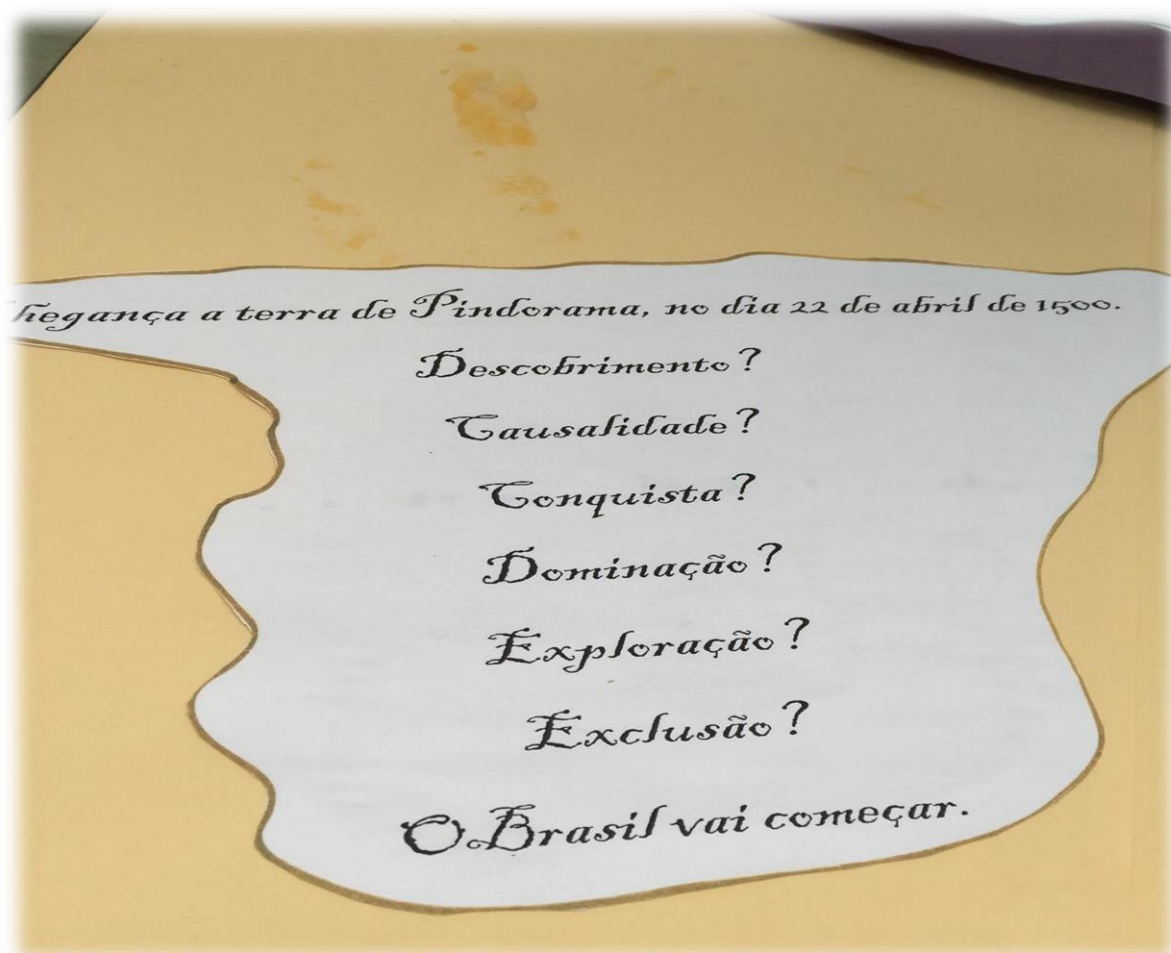 Chegança a terra de Pindorama, no dia 22 de abril de 1500.
Descobrimento?
Causalidade?
Conquista?
Dominação?
Exploração?
Exclusão?
O Brasil vai começar.